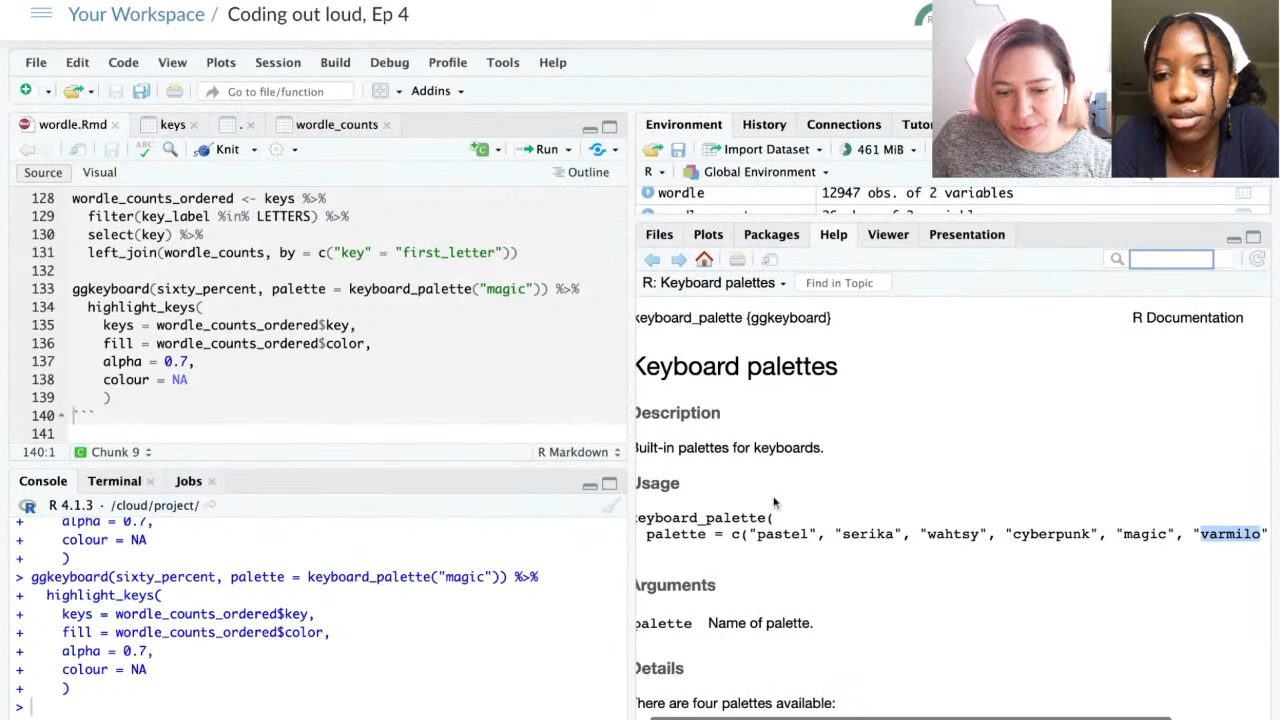 Your Workspace / Coding out loud, Ep 4
File Edit Code View Plots Session Build Debug Profile Tools Help
Go to file/function Addins
wordle.Rmd keys . wordle_counts
Knit Run
Source Visual Outline
128 wordle_counts_ordered <- keys %>%
129 filter(key_label %in% LETTERS) %>%
130 select(key) %>%
131 left_join(wordle_counts, by = c("key" = "first_letter"))
132
133 ggkeyboard(sixty_percent, palette = keyboard_palette("magic")) %>%
134 highlight_keys(
135 keys = wordle_counts_ordered$key,
136 fill = wordle_counts_ordered$color,
137 alpha = 0.7,
138 colour = NA
139 )
140 ```
141
140:1 Chunk 9 R Markdown
Console Terminal Jobs
R 4.1.3 · /cloud/project/
+ alpha = 0.7,
+ colour = NA
+ )
> ggkeyboard(sixty_percent, palette = keyboard_palette("magic")) %>%
+ highlight_keys(
+ keys = wordle_counts_ordered$key,
+ fill = wordle_counts_ordered$color,
+ alpha = 0.7,
+ colour = NA
+ )
>
Environment History Connections Tuto
Import Dataset 461 MiB
R Global Environment
wordle 12947 obs. of 2 variables
Files Plots Packages Help Viewer Presentation
R: Keyboard palettes Find in Topic
keyboard_palette {ggkeyboard} R Documentation
Keyboard palettes
Description
Built-in palettes for keyboards.
Usage
keyboard_palette(
palette = c("pastel", "serika", "wahtsy", "cyberpunk", "magic", "varmilo"
Arguments
palette Name of palette.
Details
There are four palettes available: